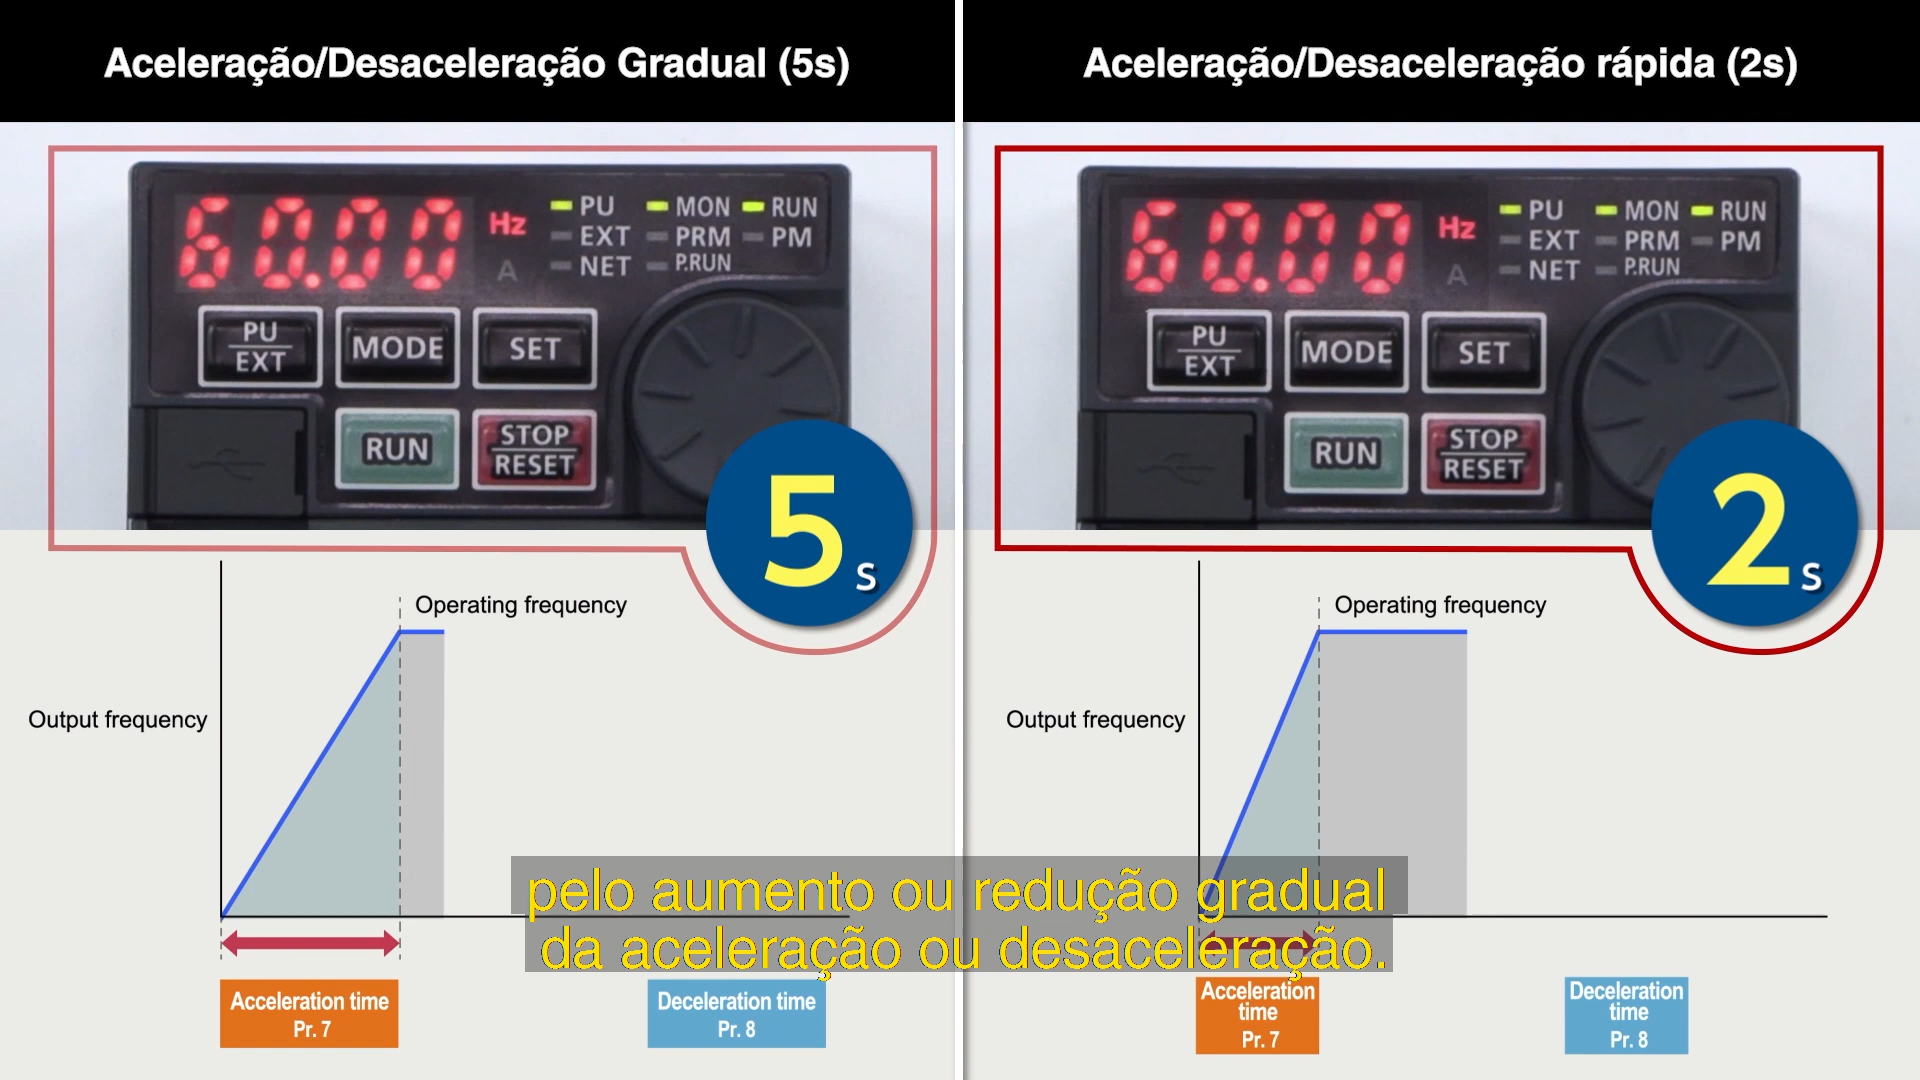 Aceleração/Desaceleração Gradual (5s)
60.00
Hz
A
PU
EXT
NET
MON
PRM
P.RUN
RUN
PM
PU
EXT
MODE
SET
RUN
STOP
RESET
5s
Operating frequency
Output frequency
Acceleration time
Pr. 7
Deceleration time
Pr. 8
Aceleração/Desaceleração rápida (2s)
60.00
Hz
A
PU
EXT
NET
MON
PRM
P.RUN
RUN
PM
PU
EXT
MODE
SET
RUN
STOP
RESET
2s
Operating frequency
Output frequency
Acceleration
time
Pr. 7
Deceleration
time
Pr. 8
pelo aumento ou redução gradual
da aceleração ou desaceleração.